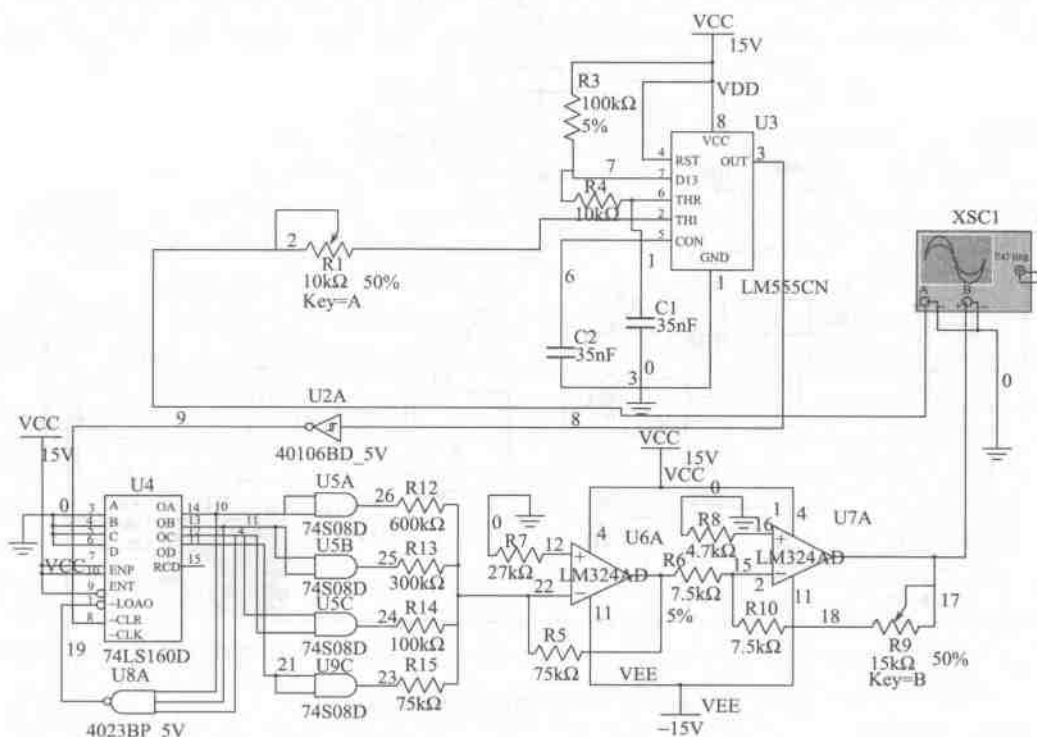 VCC
15V
VDD
R3
100kΩ
5%
8
U3
VCC
4
RST
OUT
3
7
7
D13
R4
10kΩ
6
THR
2
THI
5
CON
GND
1
LM555CN
2
R1
10kΩ
50%
Key=A
6
1
C1
35nF
C2
35nF
3
0
XSC1
A
B
0
U2A
9
8
40106BD_5V
VCC
15V
U4
0
3
A
4
B
5
C
6
D
7
ENP
10
ENT
9
~LOAO
1
~CLR
8
~CLK
OA
14
10
OB
13
11
OC
12
4
OD
11
RCD
15
VCC
74LS160D
19
U8A
4023BP_5V
U5A
74S08D
26
R12
600kΩ
U5B
74S08D
25
R13
300kΩ
U5C
74S08D
24
R14
100kΩ
21
U9C
74S08D
23
R15
75kΩ
VCC
15V
VCC
0
R7
27kΩ
12
22
4
U6A
LM324AD
11
R5
75kΩ
0
R8
4.7kΩ
16
R6
7.5kΩ
5%
15
2
1
4
U7A
LM324AD
11
R10
7.5kΩ
18
17
R9
15kΩ
50%
Key=B
VEE
VEE
−15V